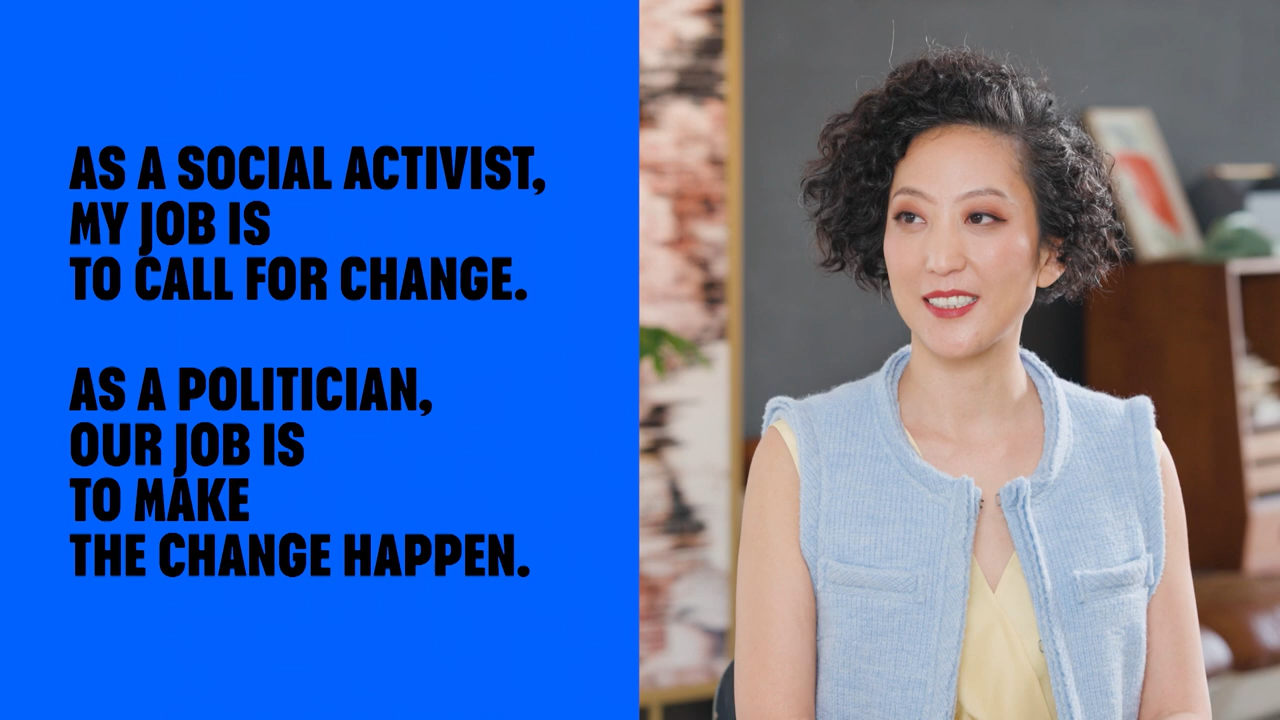 AS A SOCIAL ACTIVIST,
MY JOB IS
TO CALL FOR CHANGE.
AS A POLITICIAN,
OUR JOB IS
TO MAKE
THE CHANGE HAPPEN.